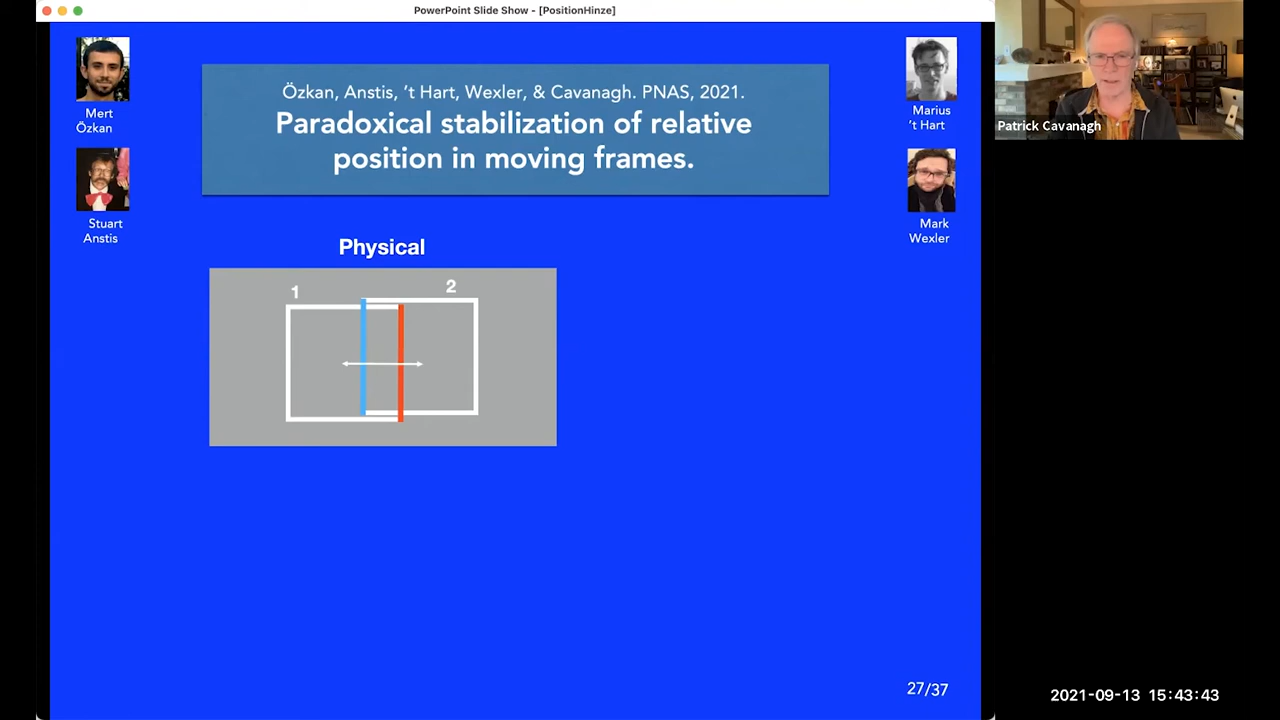 PowerPoint Slide Show - [PositionHinze]
Mert
Özkan
Stuart
Anstis
Özkan, Anstis, ’t Hart, Wexler, & Cavanagh. PNAS, 2021.
Paradoxical stabilization of relative
position in moving frames.
Marius
’t Hart
Mark
Wexler
Patrick Cavanagh
Physical
1
2
27/37
2021-09-13 15:43:43